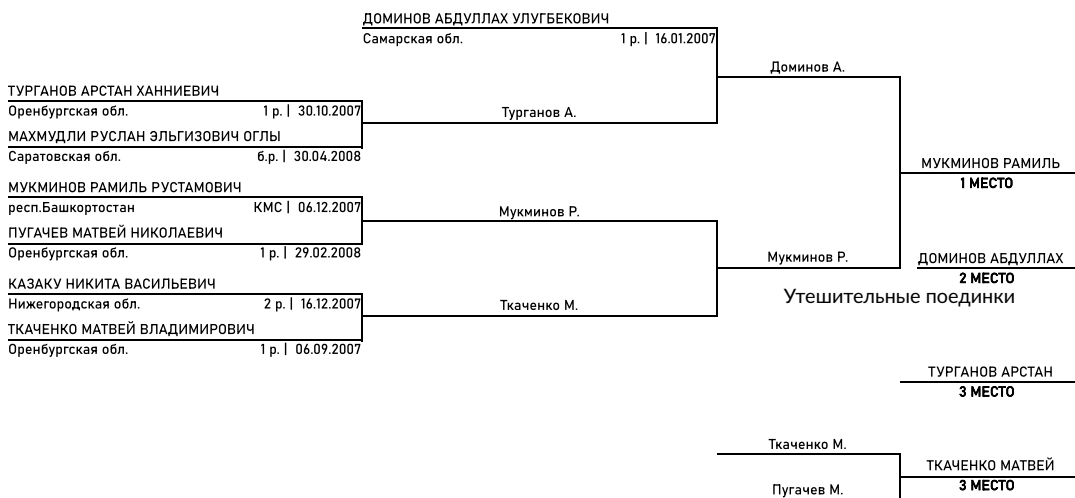 ДОМИНОВ АБДУЛЛАХ УЛУГБЕКОВИЧ
Самарская обл. 1 р. | 16.01.2007
Доминов А.
ТУРГАНОВ АРСТАН ХАННИЕВИЧ
Оренбургская обл. 1 р. | 30.10.2007
Турганов А.
МАХМУДЛИ РУСЛАН ЭЛЬГИЗОВИЧ ОГЛЫ
Саратовская обл. б.р. | 30.04.2008
МУКМИНОВ РАМИЛЬ
1 МЕСТО
МУКМИНОВ РАМИЛЬ РУСТАМОВИЧ
респ.Башкортостан КМС | 06.12.2007
Мукминов Р.
ПУГАЧЕВ МАТВЕЙ НИКОЛАЕВИЧ
Оренбургская обл. 1 р. | 29.02.2008
Мукминов Р.
ДОМИНОВ АБДУЛЛАХ
2 МЕСТО
КАЗАКУ НИКИТА ВАСИЛЬЕВИЧ
Нижегородская обл. 2 р. | 16.12.2007
Утешительные поединки
Ткаченко М.
ТКАЧЕНКО МАТВЕЙ ВЛАДИМИРОВИЧ
Оренбургская обл. 1 р. | 06.09.2007
ТУРГАНОВ АРСТАН
3 МЕСТО
Ткаченко М.
ТКАЧЕНКО МАТВЕЙ
3 МЕСТО
Пугачев М.